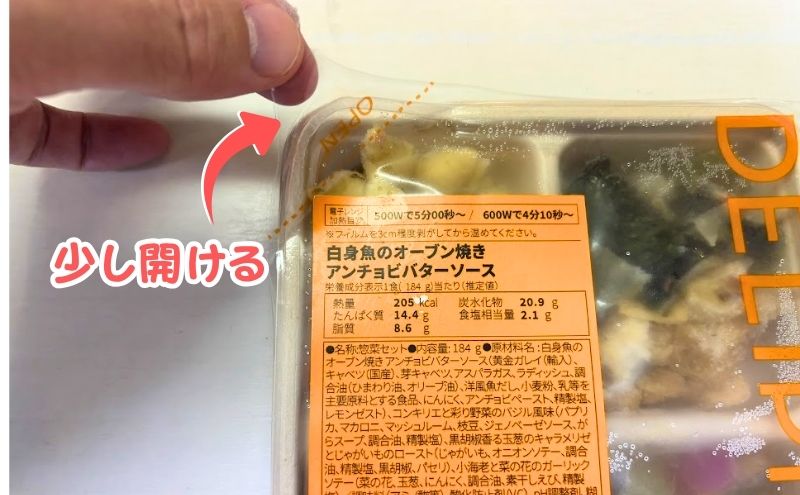 少し開ける
OPEN
DELIPI
電子レンジ
加熱目安
500Wで5分00秒〜 / 600Wで4分10秒〜
※フィルムを3cm程度剥がしてから温めてください。
白身魚のオーブン焼き
アンチョビバターソース
栄養成分表示1食( 184 g)当たり(推定値)
熱量 205 kcal 炭水化物 20.9 g
たんぱく質 14.4 g 食塩相当量 2.1 g
脂質 8.6 g
●名称:惣菜セット●内容量: 184 g●原材料名:白身魚の
オーブン焼き アンチョビバターソース(黄金ガレイ(輸入)、
キャベツ(国産)、芽キャベツ、アスパラガス、ラディッシュ、調
合油(ひまわり油、オリーブ油)、洋風魚だし、小麦粉、乳等を
主要原料とする食品、にんにく、アンチョビペースト、精製塩、
レモンゼスト)、コンキリエと彩り野菜のバジル風味(パプリ
カ、マカロニ、マッシュルーム、枝豆、ジェノベーゼソース、が
らスープ、調合油、精製塩)、黒胡椒香る玉葱のキャラメリゼ
とじゃがいものロースト(じゃがいも、オニオンソテー、調合
油、精製塩、黒胡椒、パセリ)、小海老と菜の花のガーリック
ソテー(菜の花、玉葱、にんにく、調合油、素干しえび、精製